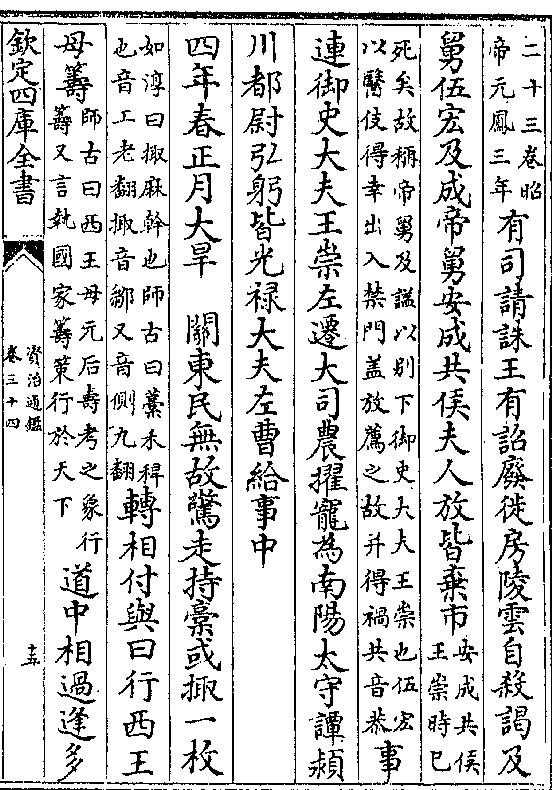 二十三卷昭
帝元鳳三年
有司請誅王有詔廢徙房陵雲自殺謁及
舅伍宏及成帝舅安成共侯夫人放皆棄市
安成共侯
王崇時已
死矣故稱帝舅及諡以别下御史大夫王崇也伍宏
以醫伎得幸出入禁門盖放薦之故并得禍共音恭
事
連御史大夫王崇左遷大司農擢寵為南陽太守譚潁
川都尉弘躬皆光禄大夫左曹給事中
四年春正月大旱
關東民無故驚走持稾或掫一枚
如淳曰掫麻幹也師古曰藁禾稈
也音工老翻掫音鄒又音側九翻
轉相付與曰行西王
母籌
師古曰西王母元后壽考之象行
籌又言執國家籌策行於天下
道中相過逢多
欽定四庫全書
資治通鑑
卷三十四
十五